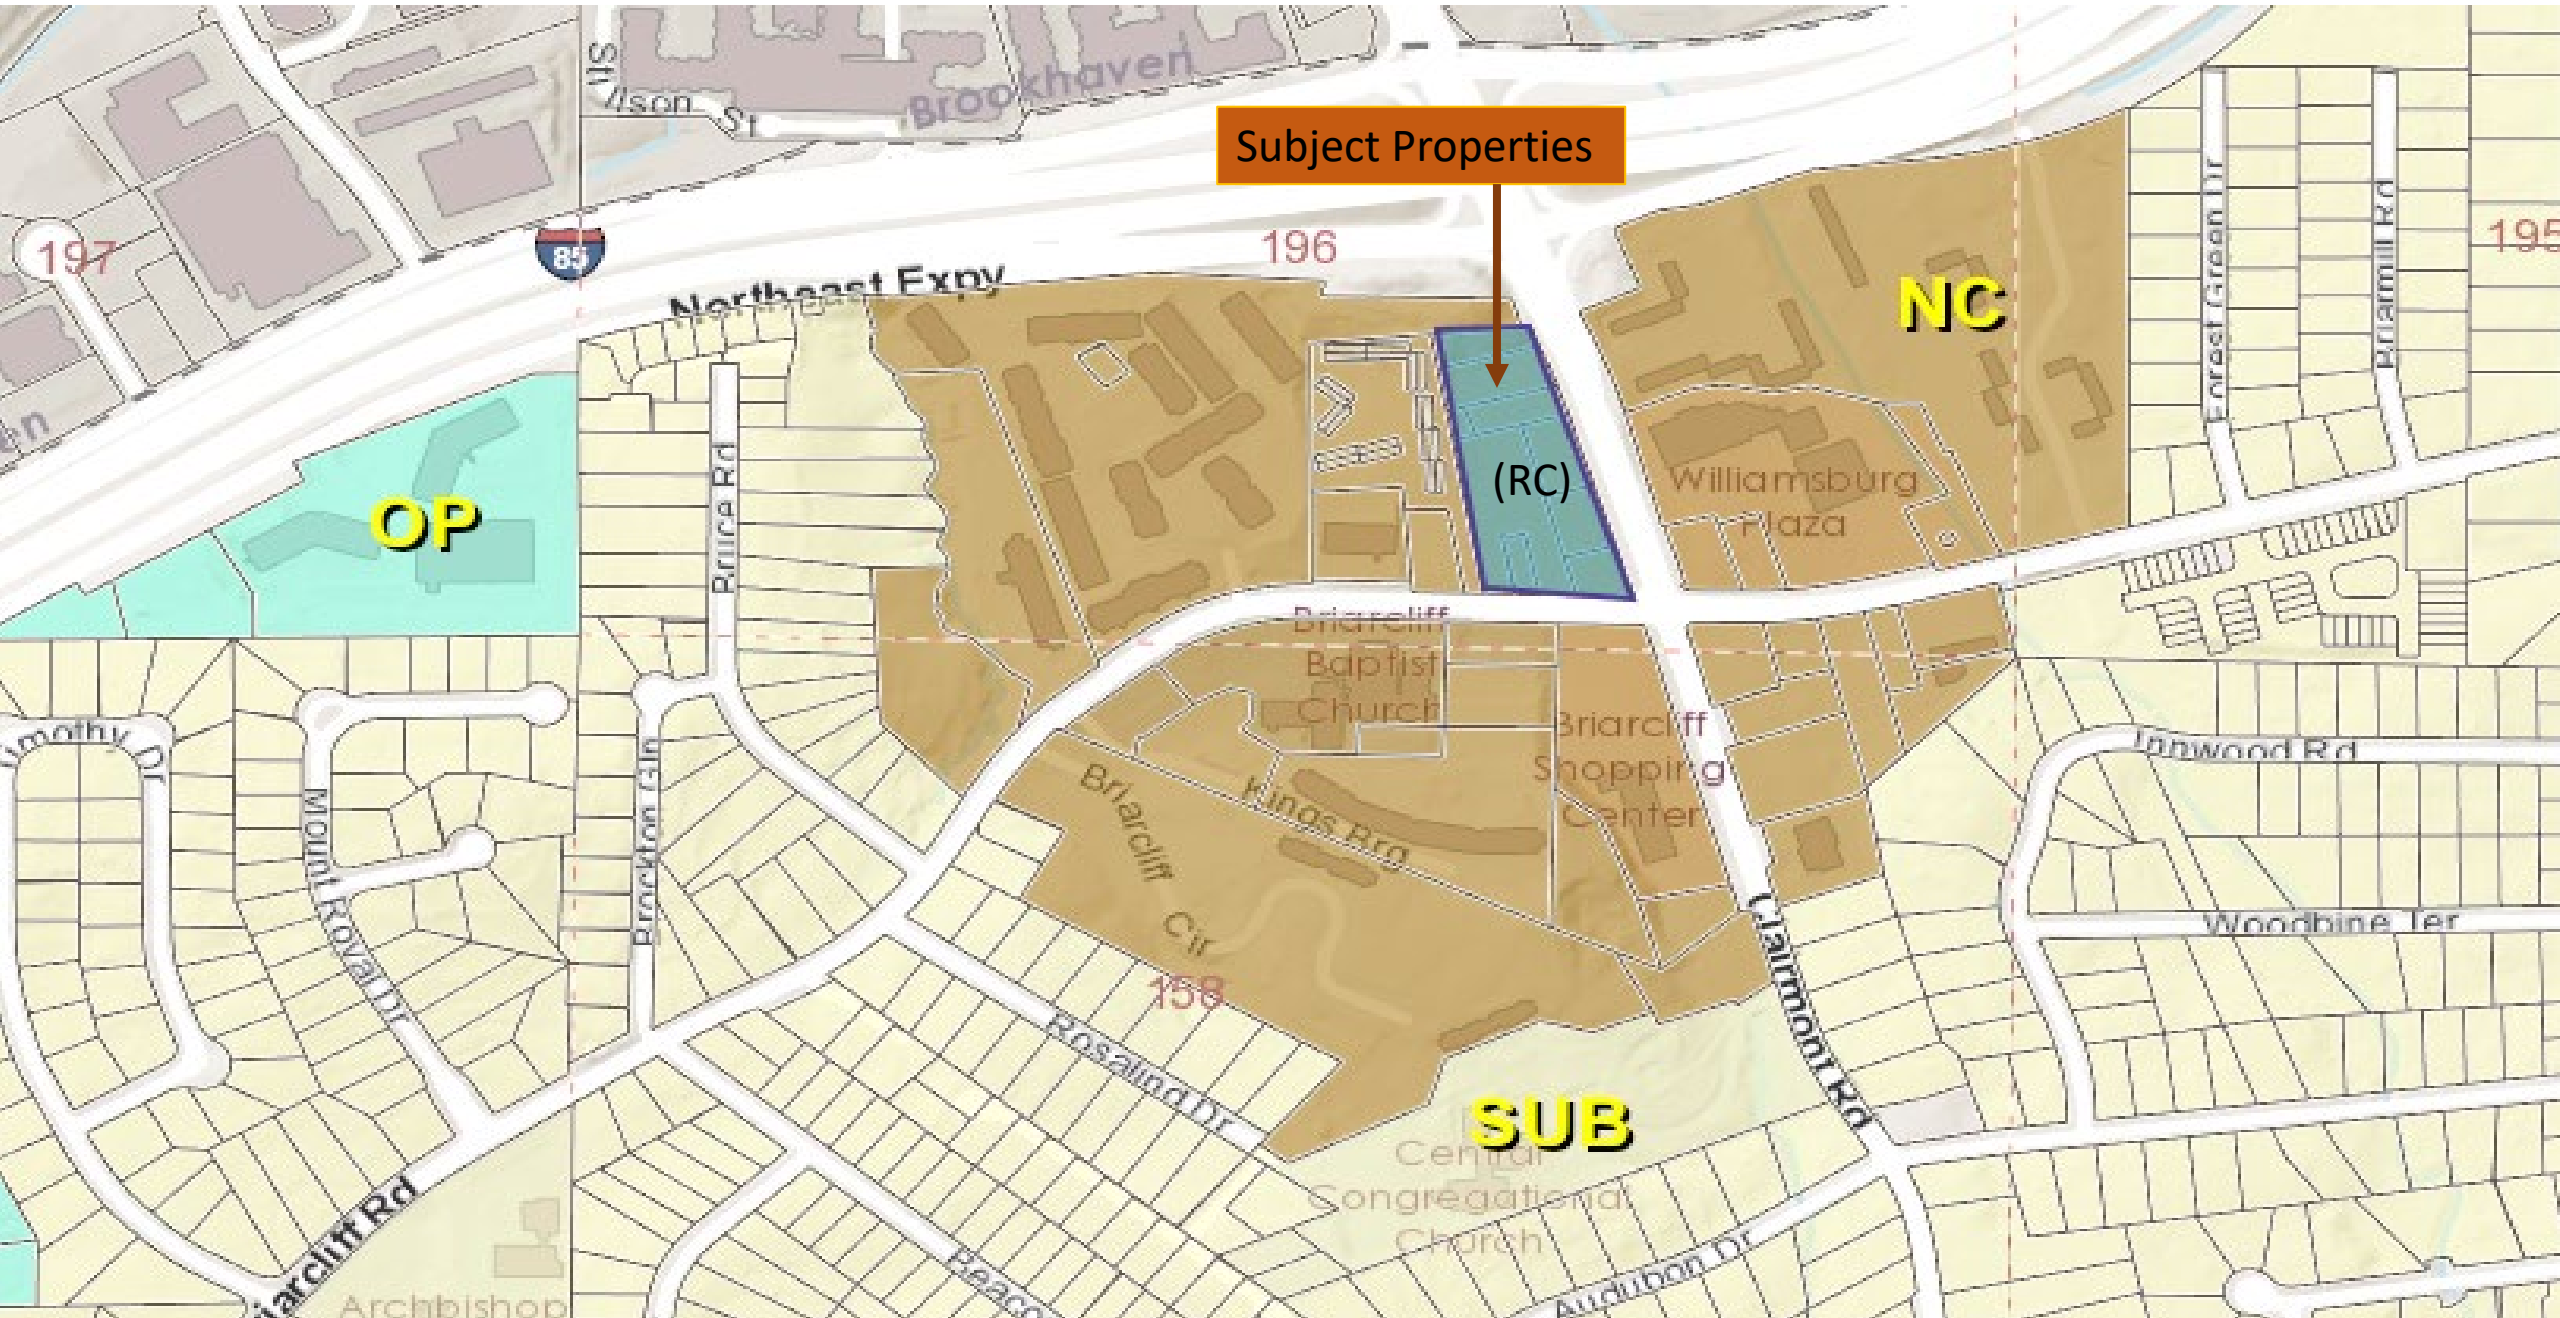 Wilson St
Brookhaven
Subject Properties
197
85
196
195
Northeast Expy
NC
Forest Green Dr
Briarmill Rd
en
OP
Bruce Rd
(RC)
Williamsburg
Plaza
Briarcliff
Baptist
Church
Briarcliff
Shopping
Center
Timothy Dr
Mount Royal Dr
Brockton Gln
Briarcliff Cir
Kings Brg
Innwood Rd
Woodbine Ter
Clairmont Rd
158
Rosalind Dr
SUB
Central
Congregational
Church
Briarcliff Rd
Beaco
Audubon Dr
Archbishop